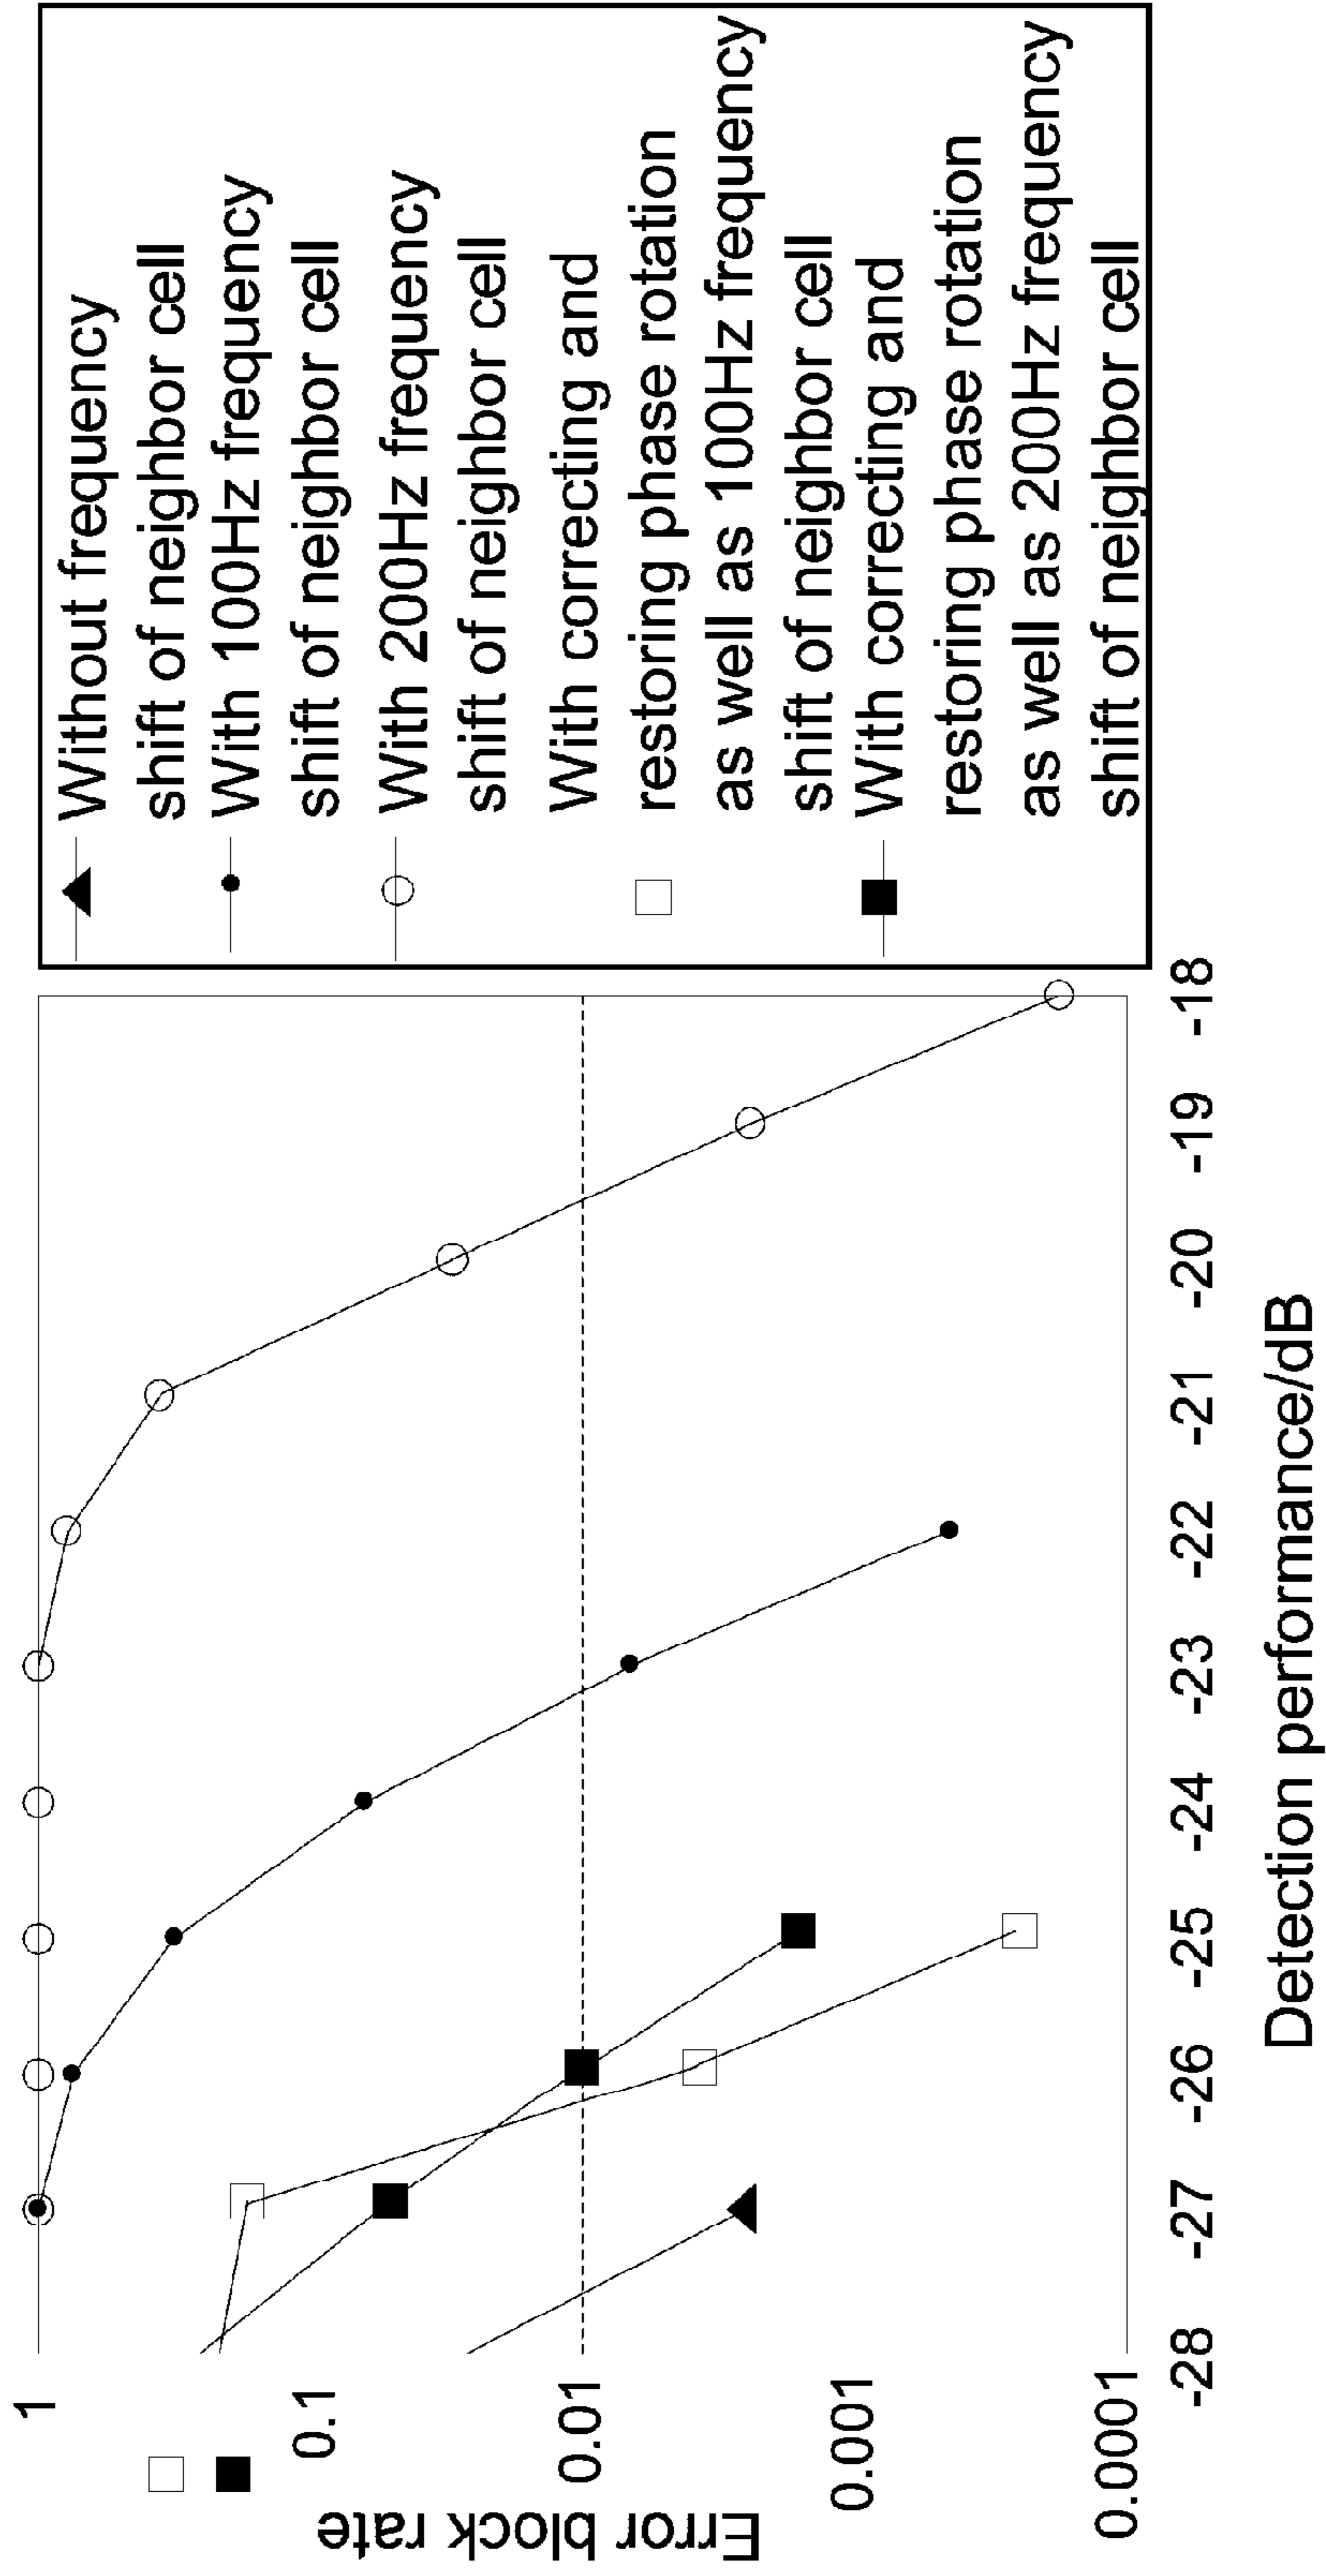 Error block rate
1
0.1
0.01
0.001
0.0001
-28
-27
-26
-25
-24
-23
-22
-21
-20
-19
-18
Detection performance/dB
Without frequency
shift of neighbor cell
With 100Hz frequency
shift of neighbor cell
With 200Hz frequency
shift of neighbor cell
With correcting and
restoring phase rotation
as well as 100Hz frequency
shift of neighbor cell
With correcting and
restoring phase rotation
as well as 200Hz frequency
shift of neighbor cell